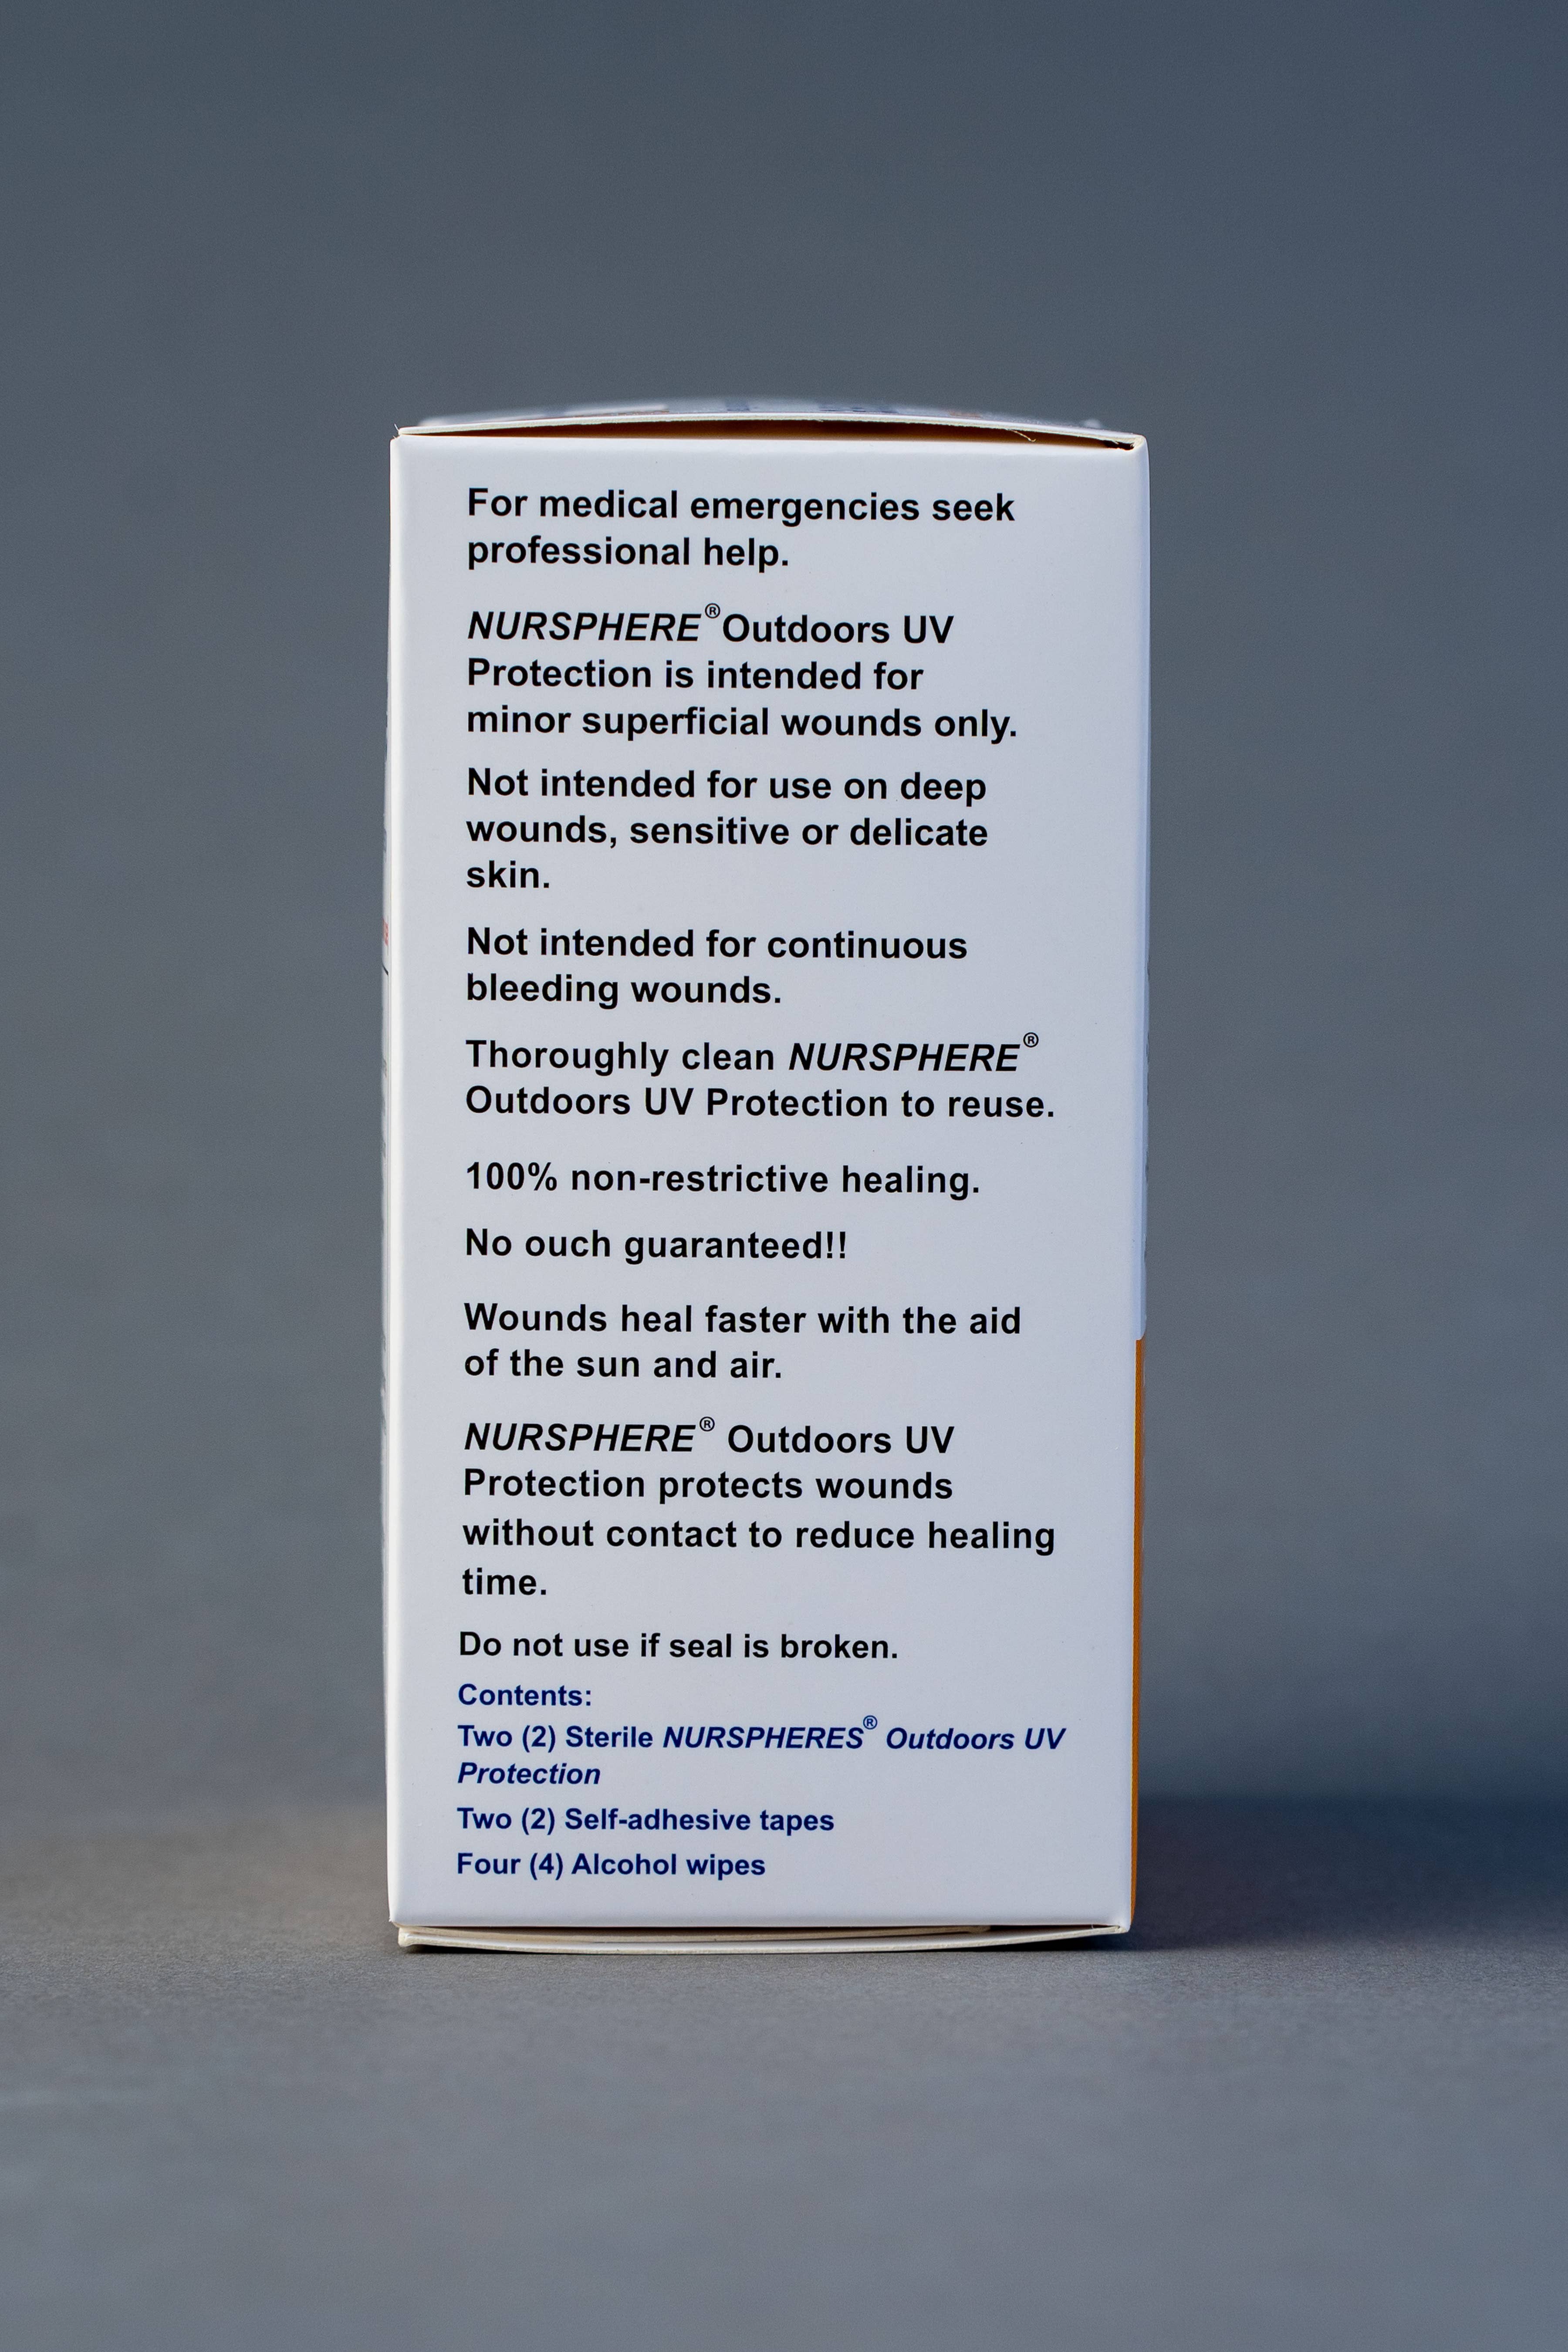 For medical emergencies seek
professional help.
NURSPHERE® Outdoors UV
Protection is intended for
minor superficial wounds only.
Not intended for use on deep
wounds, sensitive or delicate
skin.
Not intended for continuous
bleeding wounds.
Thoroughly clean NURSPHERE®
Outdoors UV Protection to reuse.
100% non-restrictive healing.
No ouch guaranteed!!
Wounds heal faster with the aid
of the sun and air.
NURSPHERE® Outdoors UV
Protection protects wounds
without contact to reduce healing
time.
Do not use if seal is broken.
Contents:
Two (2) Sterile NURSPHERES® Outdoors UV
Protection
Two (2) Self-adhesive tapes
Four (4) Alcohol wipes